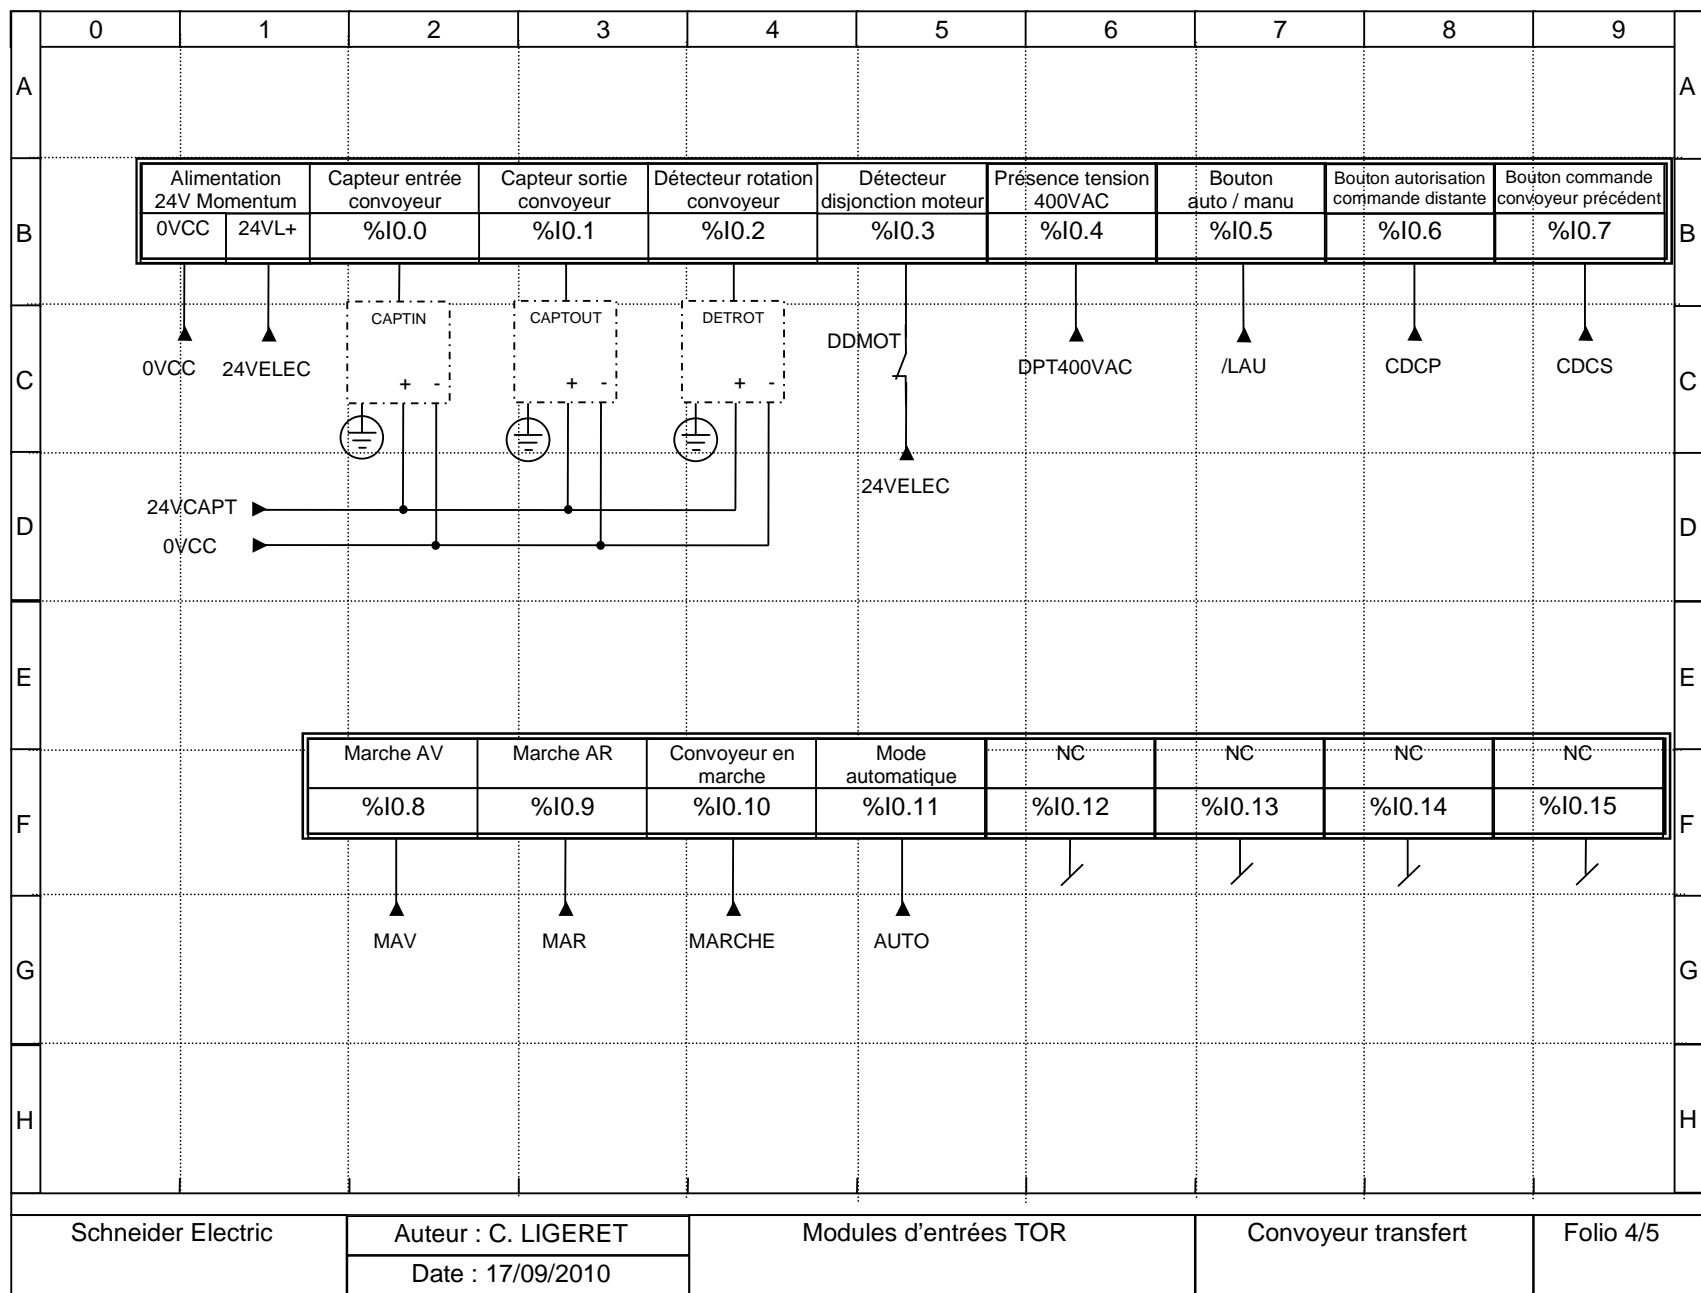 0 1 2 3 4 5 6 7 8 9
A A
Alimentation Capteur entrée Capteur sortie Détecteur rotation Détecteur Présence tension Bouton Bouton autorisation Bouton commande
24V Momentum convoyeur convoyeur convoyeur disjonction moteur 400VAC auto / manu commande distante convoyeur précédent
B 0VCC 24VL+ %I0.0 %I0.1 %I0.2 %I0.3 %I0.4 %I0.5 %I0.6 %I0.7 B
CAPTIN CAPTOUT DETROT
DDMOT
0VCC 24VELEC DPT400VAC /LAU CDCP CDCS
C + - + - + - C
24VELEC
24VCAPT
D D
0VCC
E E
Marche AV Marche AR Convoyeur en Mode NC NC NC NC
marche automatique
%I0.8 %I0.9 %I0.10 %I0.11 %I0.12 %I0.13 %I0.14 %I0.15
F F
MAV MAR MARCHE AUTO
G G
H H
Schneider Electric Auteur : C. LIGERET Modules d'entrées TOR Convoyeur transfert Folio 4/5
Date : 17/09/2010